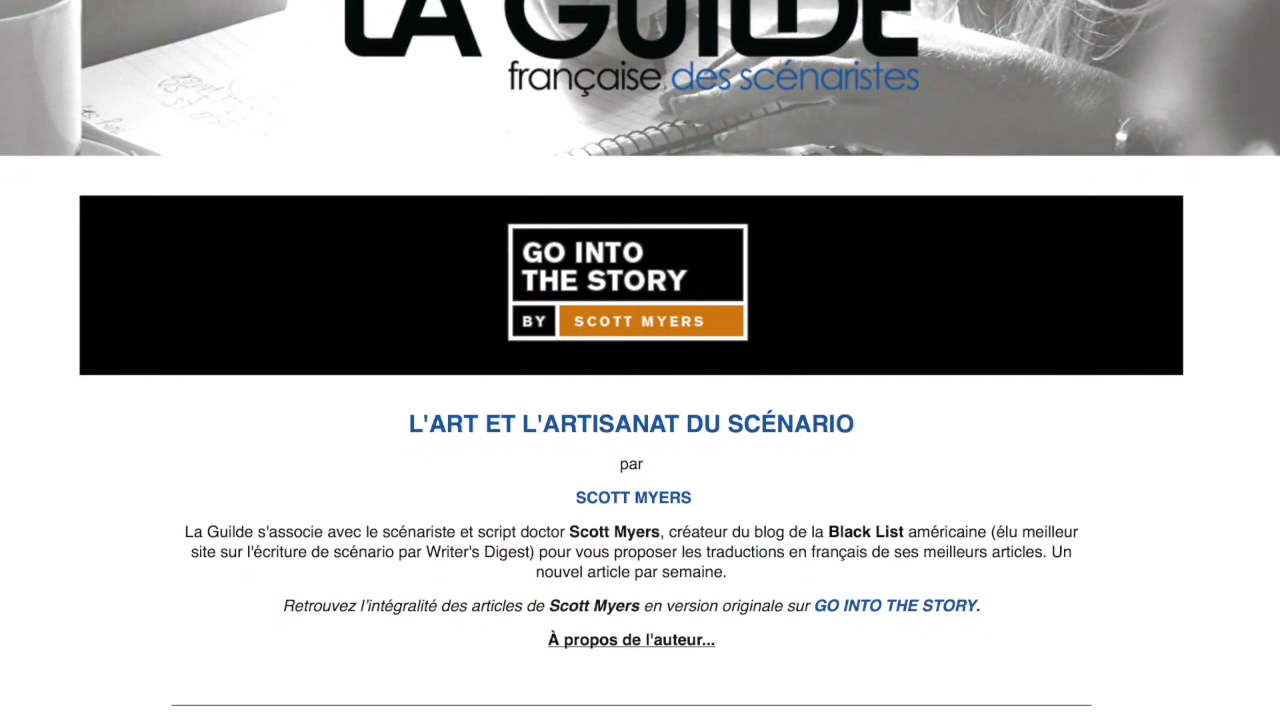 LA GUILDE
française des scénaristes
GO INTO
THE STORY
BY SCOTT MYERS
L'ART ET L'ARTISANAT DU SCÉNARIO
par
SCOTT MYERS
La Guilde s'associe avec le scénariste et script doctor Scott Myers, créateur du blog de la Black List américaine (élu meilleur
site sur l'écriture de scénario par Writer's Digest) pour vous proposer les traductions en français de ses meilleurs articles. Un
nouvel article par semaine.
Retrouvez l'intégralité des articles de Scott Myers en version originale sur GO INTO THE STORY.
À propos de l'auteur...